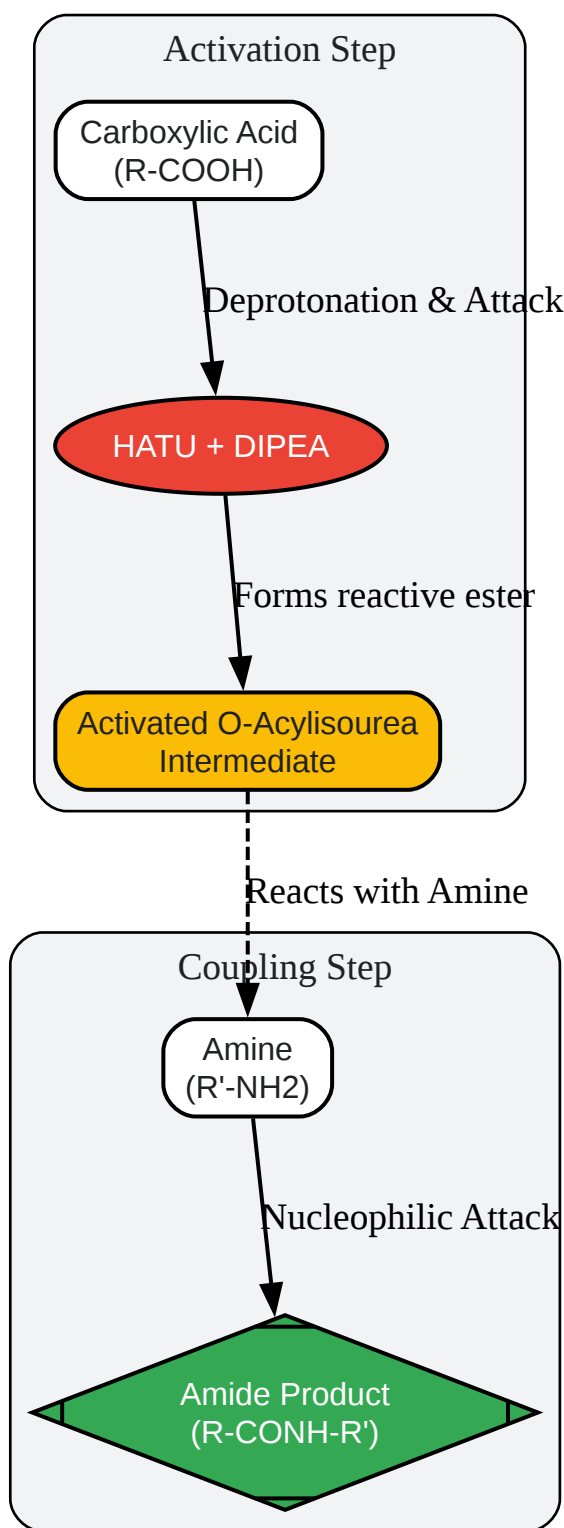 Activation Step
Carboxylic Acid
(R-COOH)
Deprotonation & Attack
HATU + DIPEA
Forms reactive ester
Activated O-Acylisourea
Intermediate
Reacts with Amine
Coupling Step
Amine
(R'-NH2)
Nucleophilic Attack
Amide Product
(R-CONH-R')